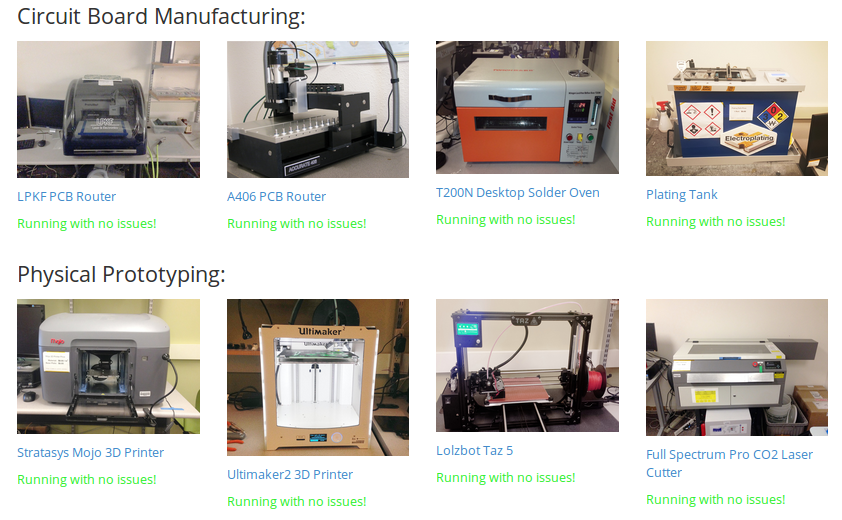 Circuit Board Manufacturing:
LPKF PCB Router
A406 PCB Router
T200N Desktop Solder Oven
Plating Tank
Running with no issues!
Running with no issues!
Running with no issues!
Running with no issues!
Electroplating
ACCURATE 406
Physical Prototyping:
Mojo
Ultimaker²
TAZ
Stratasys Mojo 3D Printer
Ultimaker2 3D Printer
Lolzbot Taz 5
Full Spectrum Pro CO2 Laser
Cutter
Running with no issues!
Running with no issues!
Running with no issues!
Running with no issues!